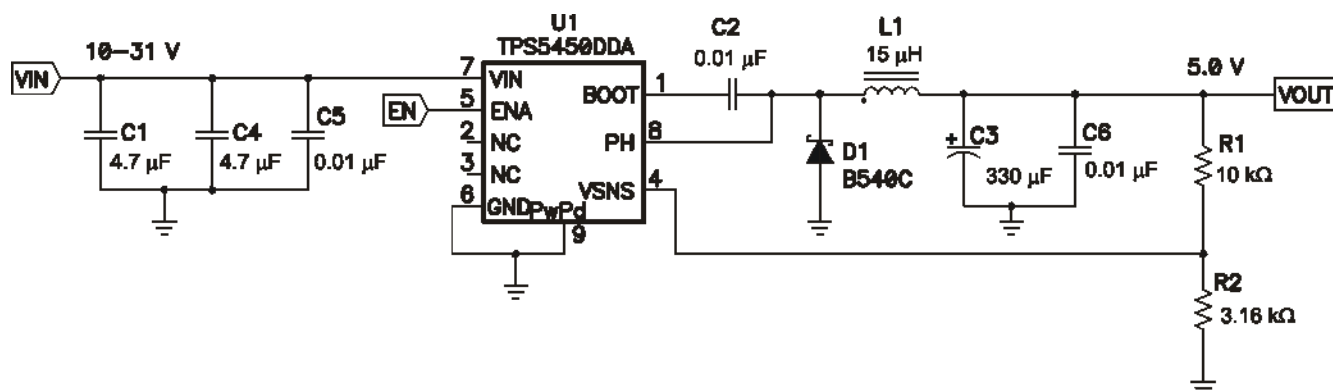 U1
TPS5450DDA
10-31 V
VIN
C1
4.7 µF
C4
4.7 µF
C5
0.01 µF
EN
7
5
2
3
6
VIN
ENA
NC
NC
GND
PwPd
9
BOOT
PH
VSNS
1
8
4
C2
0.01 µF
L1
15 µH
D1
B540C
+
C3
330 µF
C6
0.01 µF
5.0 V
VOUT
R1
10 kΩ
R2
3.16 kΩ